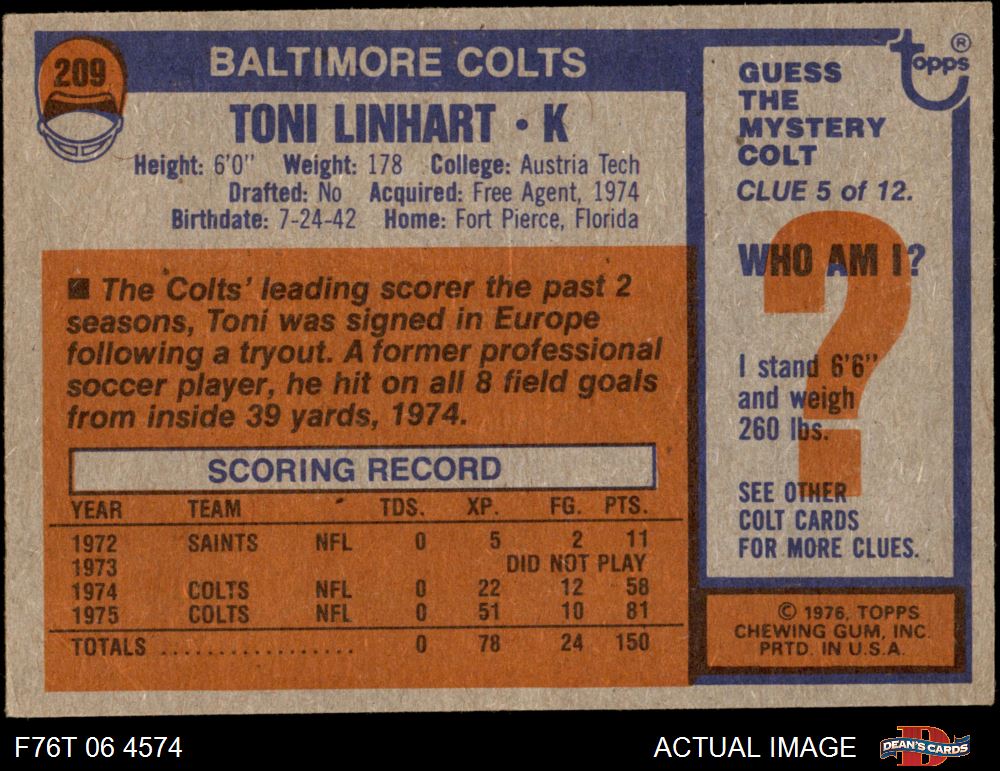 209
BALTIMORE COLTS
TONI LINHART • K
Height: 6'0" Weight: 178 College: Austria Tech
Drafted: No Acquired: Free Agent, 1974
Birthdate: 7-24-42 Home: Fort Pierce, Florida
■ The Colts' leading scorer the past 2
seasons, Toni was signed in Europe
following a tryout. A former professional
soccer player, he hit on all 8 field goals
from inside 39 yards, 1974.
SCORING RECORD
YEAR TEAM TDS. XP. FG. PTS.
1972 SAINTS NFL 0 5 2 11
1973 DID NOT PLAY
1974 COLTS NFL 0 22 12 58
1975 COLTS NFL 0 51 10 81
TOTALS .................. 0 78 24 150
topps®
GUESS
THE
MYSTERY
COLT
CLUE 5 of 12.
WHO AM I?
?
I stand 6'6"
and weigh
260 lbs.
SEE OTHER
COLT CARDS
FOR MORE CLUES.
© 1976, TOPPS
CHEWING GUM, INC.
PRTD. IN U.S.A.
F76T 06 4574
ACTUAL IMAGE
D
DEAN'S CARDS